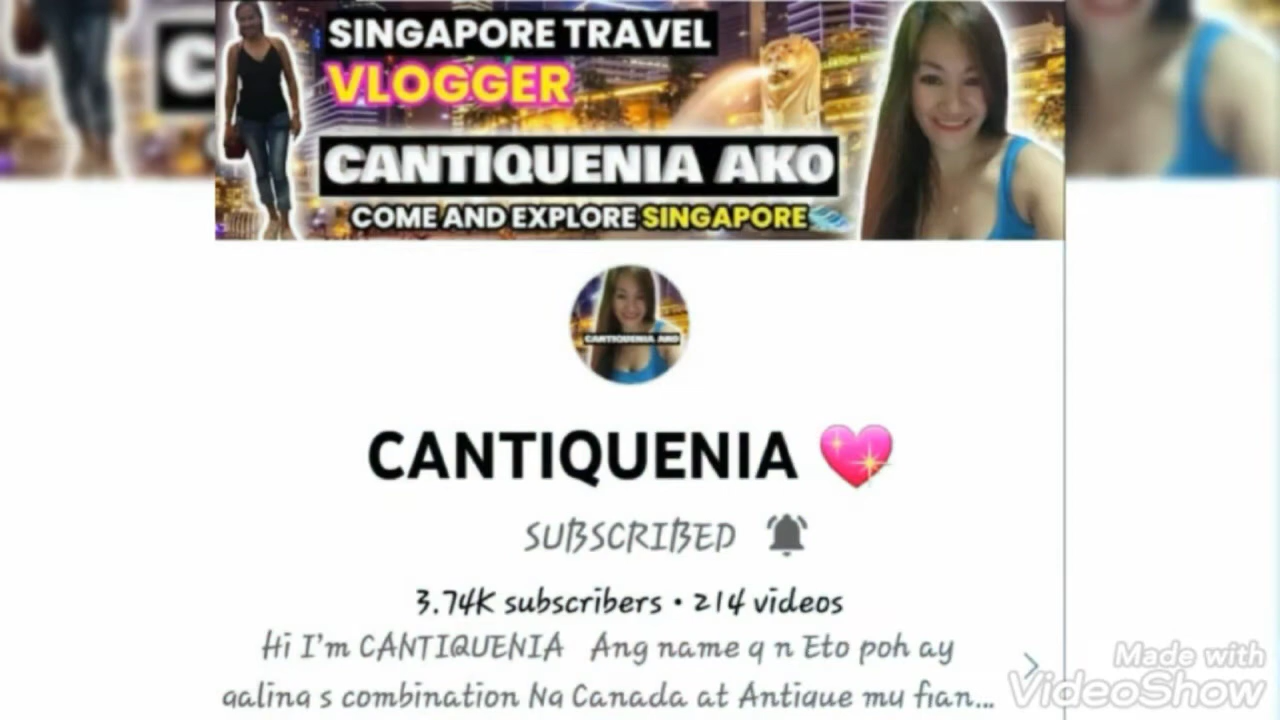 SINGAPORE TRAVEL
VLOGGER
CANTIQUENIA AKO
COME AND EXPLORE SINGAPORE
CANTIQUENIA AKO
CANTIQUENIA 💖
SUBSCRIBED
3.74K subscribers • 214 videos
Hi I'm CANTIQUENIA Ang name q n Eto poh ay
galing s combination Ng Canada at Antique my fian...
Made with
VideoShow